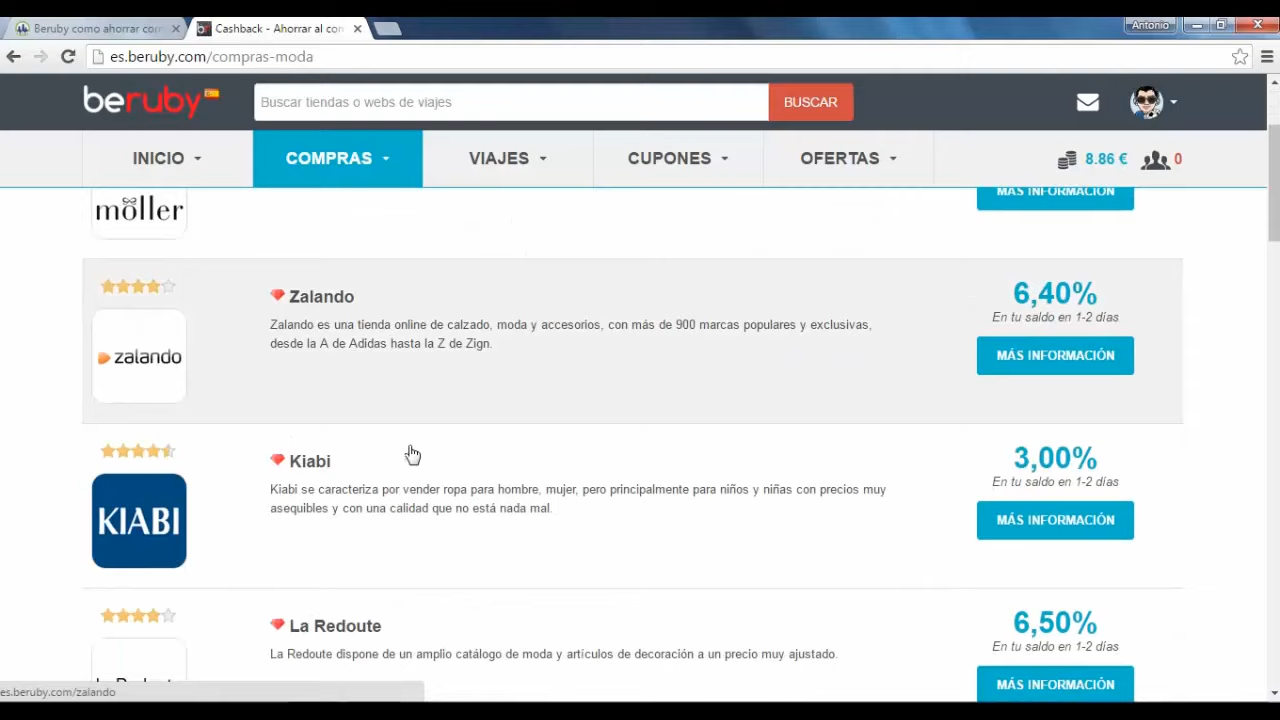 Beruby como ahorrar com
Cashback - Ahorrar al con
Antonio
es.beruby.com/compras-moda
beruby
Buscar tiendas o webs de viajes
BUSCAR
INICIO
COMPRAS
VIAJES
CUPONES
OFERTAS
8.86 €
0
möller
MÁS INFORMACIÓN
Zalando
6,40%
En tu saldo en 1-2 días
Zalando es una tienda online de calzado, moda y accesorios, con más de 900 marcas populares y exclusivas,
desde la A de Adidas hasta la Z de Zign.
zalando
MÁS INFORMACIÓN
Kiabi
3,00%
En tu saldo en 1-2 días
Kiabi se caracteriza por vender ropa para hombre, mujer, pero principalmente para niños y niñas con precios muy
asequibles y con una calidad que no está nada mal.
KIABI
MÁS INFORMACIÓN
La Redoute
6,50%
En tu saldo en 1-2 días
La Redoute dispone de un amplio catálogo de moda y artículos de decoración a un precio muy ajustado.
La Redoute
MÁS INFORMACIÓN
es.beruby.com/zalando